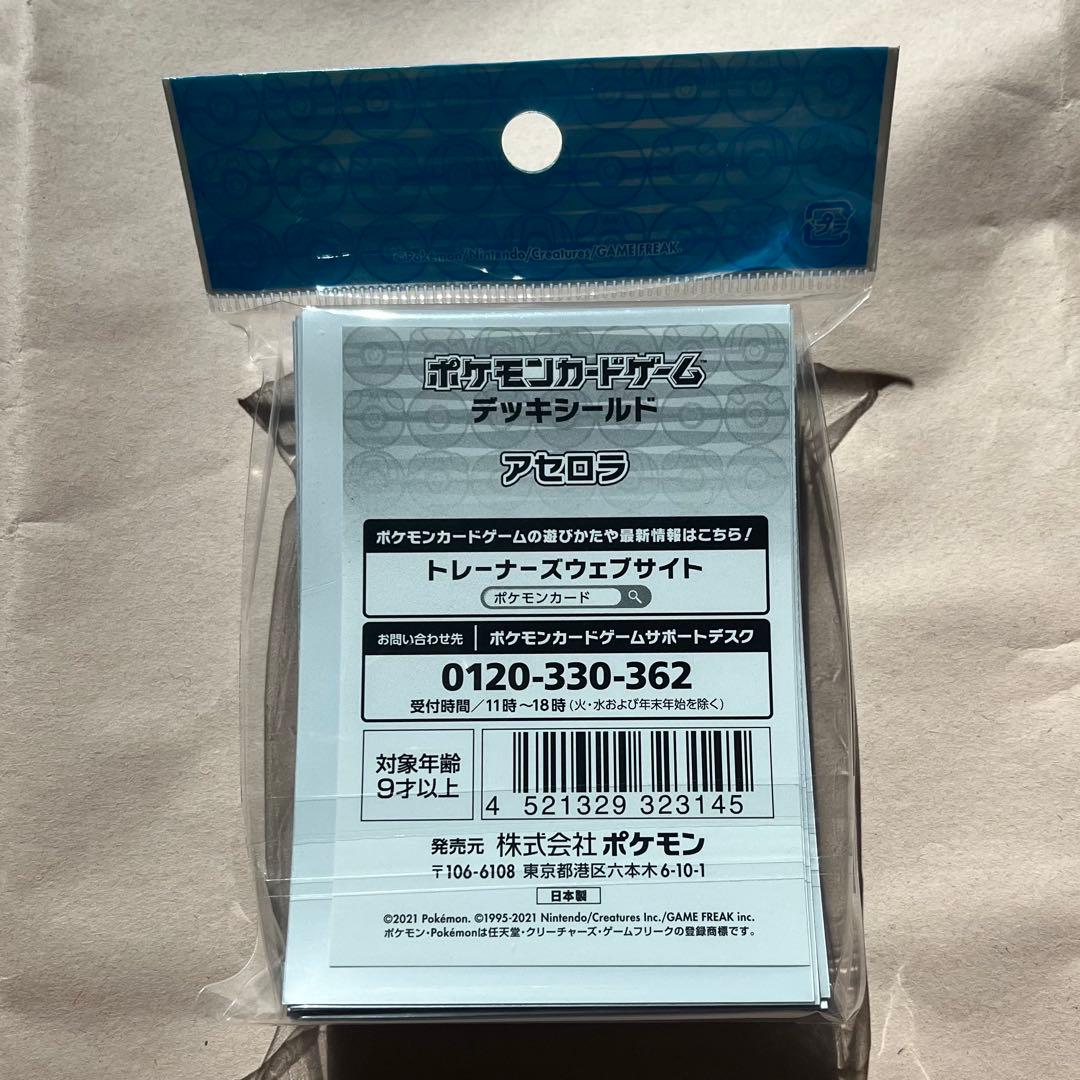 ©Pokémon/Nintendo/Creatures/GAME FREAK.
プラ
ポケモンカードゲーム™
デッキシールド
アセロラ
ポケモンカードゲームの遊びかたや最新情報はこちら!
トレーナーズウェブサイト
ポケモンカード
お問い合わせ先 | ポケモンカードゲームサポートデスク
0120-330-362
受付時間/11時~18時(火・水および年末年始を除く)
対象年齢
9才以上
4 521329 323145
発売元 株式会社 ポケモン
〒106-6108 東京都港区六本木6-10-1
日本製
©2021 Pokémon. ©1995-2021 Nintendo/Creatures Inc./GAME FREAK inc.
ポケモン・Pokémonは任天堂・クリーチャーズ・ゲームフリークの登録商標です。